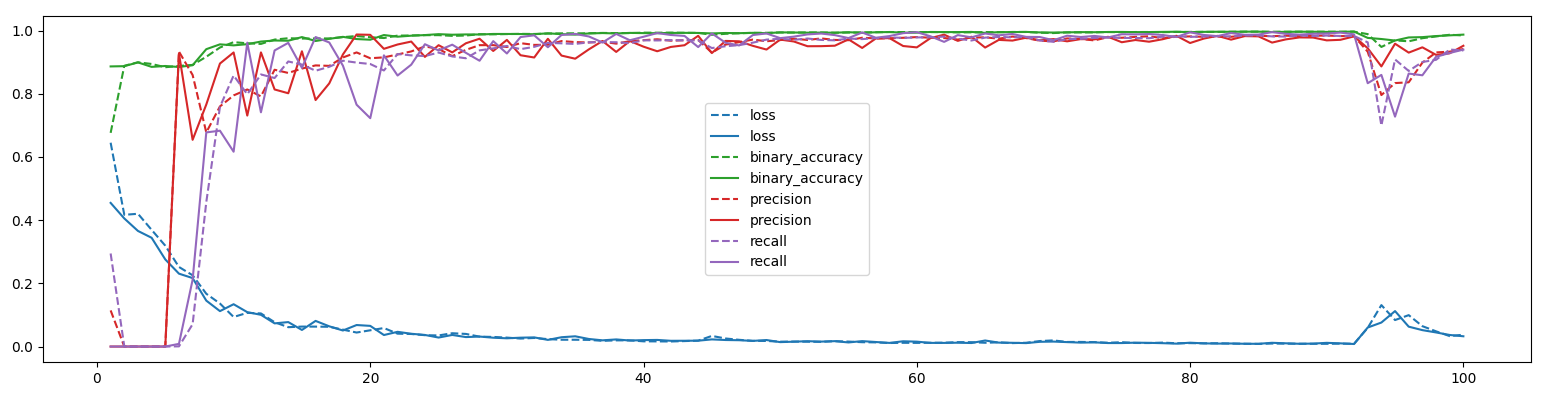 1.0
0.8
0.6
0.4
0.2
0.0
loss
loss
binary_accuracy
binary_accuracy
precision
precision
recall
recall
0 20 40 60 80 100